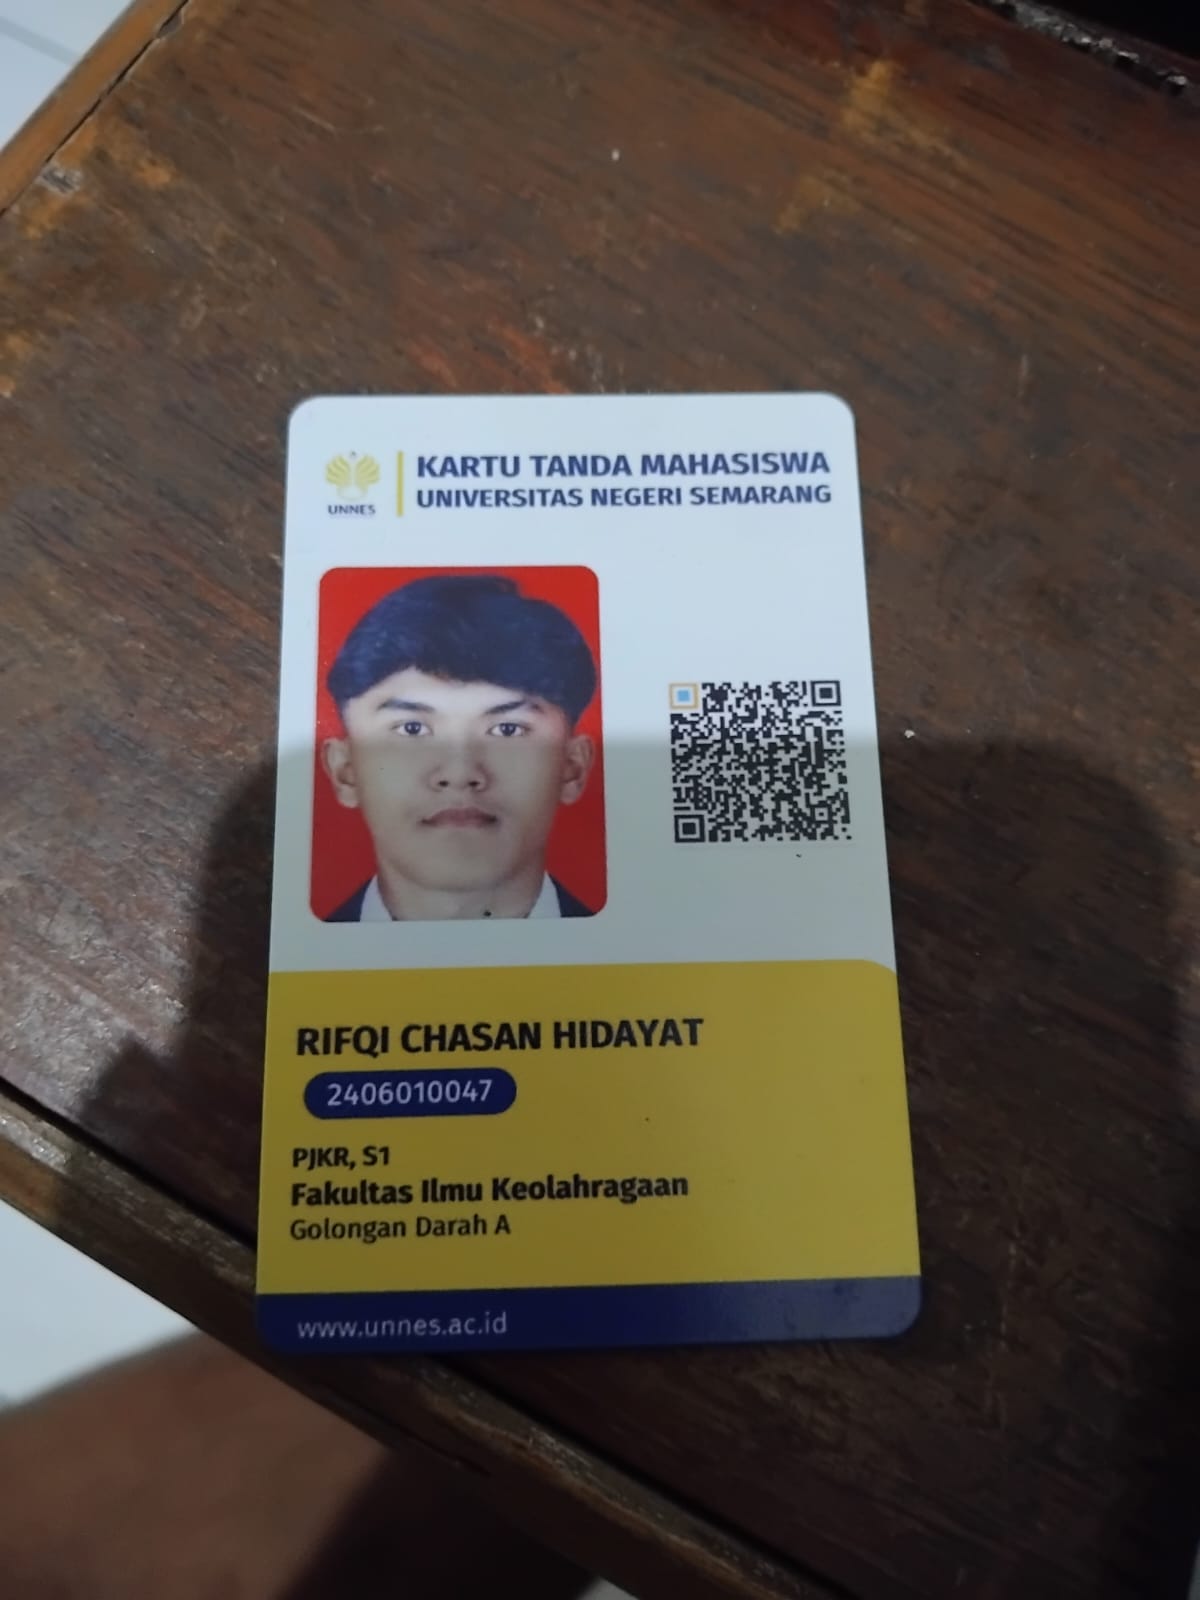 UNNES
KARTU TANDA MAHASISWA
UNIVERSITAS NEGERI SEMARANG
RIFQI CHASAN HIDAYAT
2406010047
PJKR, S1
Fakultas Ilmu Keolahragaan
Golongan Darah A
www.unnes.ac.id